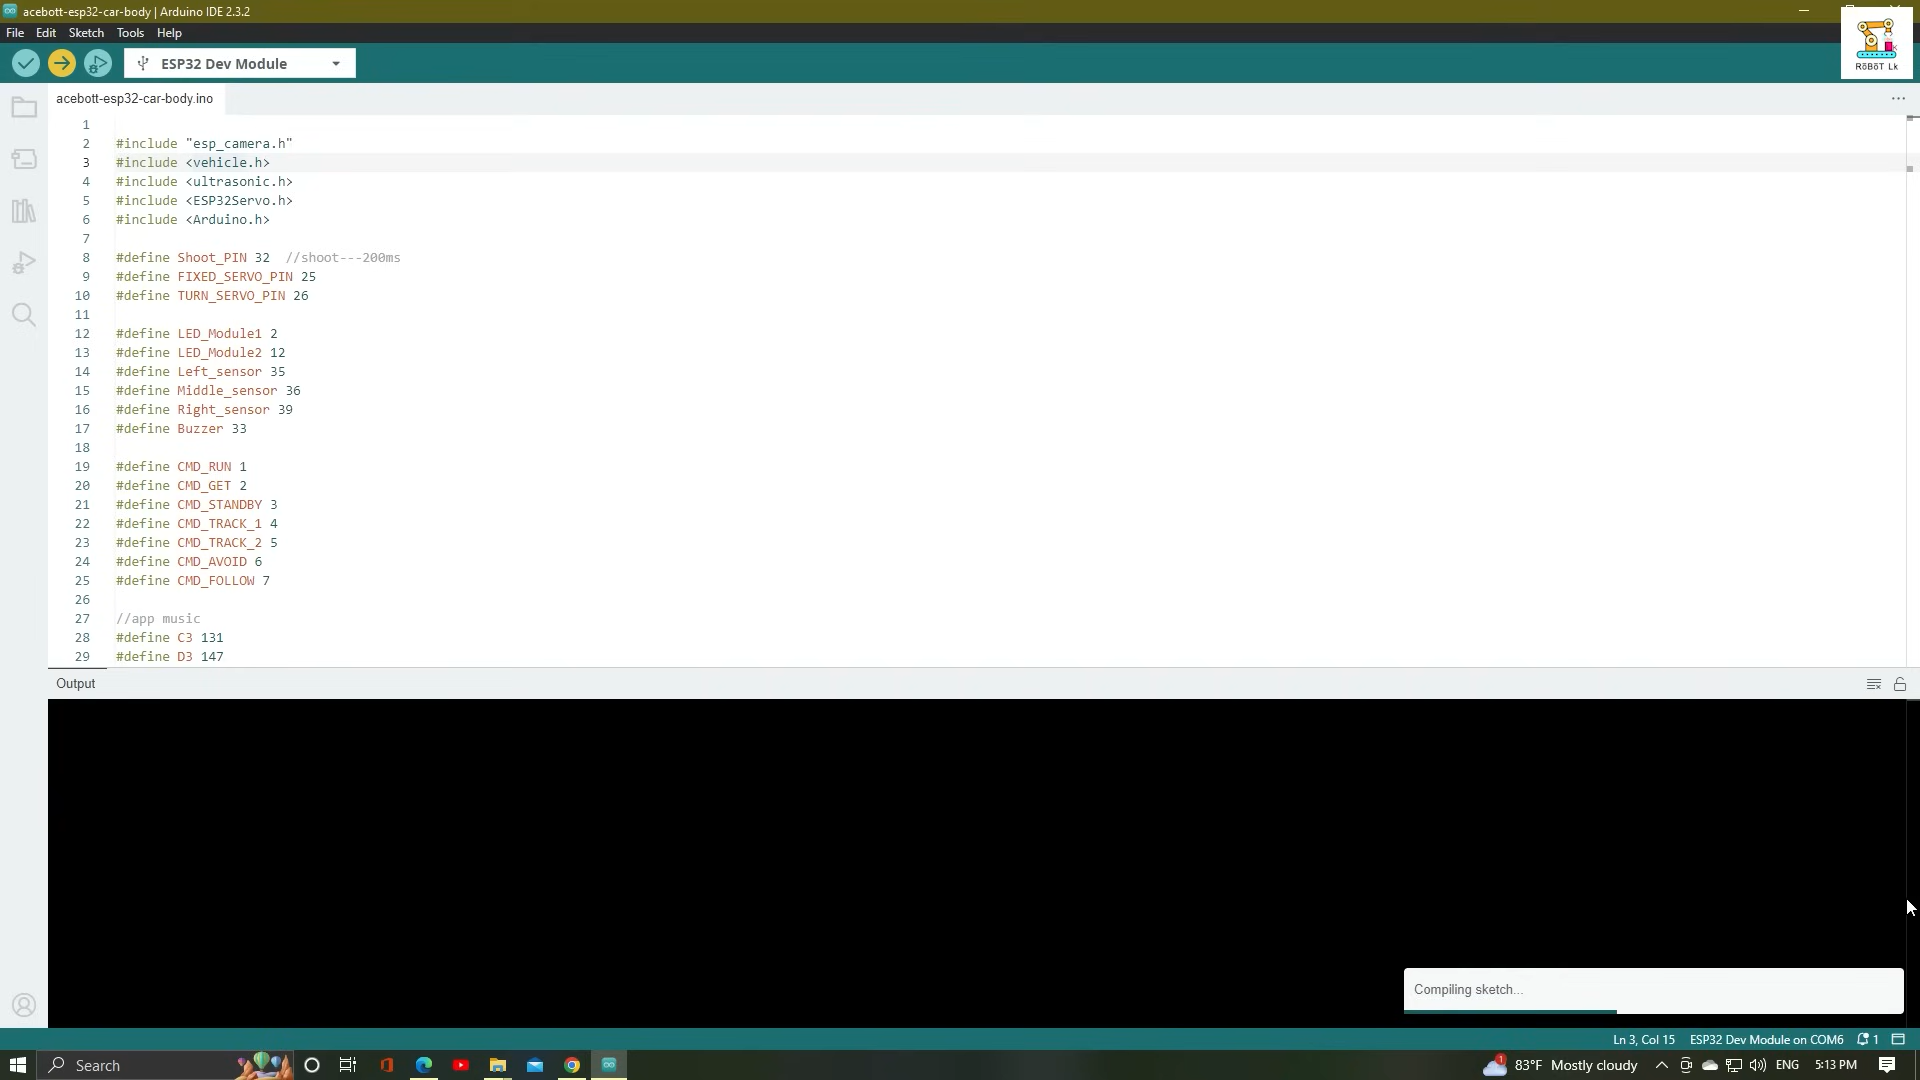 acebott-esp32-car-body | Arduino IDE 2.3.2
File Edit Sketch Tools Help
ESP32 Dev Module
RöBöT Lk
acebott-esp32-car-body.ino
1
2 #include "esp_camera.h"
3 #include <vehicle.h>
4 #include <ultrasonic.h>
5 #include <ESP32Servo.h>
6 #include <Arduino.h>
7
8 #define Shoot_PIN 32 //shoot---200ms
9 #define FIXED_SERVO_PIN 25
10 #define TURN_SERVO_PIN 26
11
12 #define LED_Module1 2
13 #define LED_Module2 12
14 #define Left_sensor 35
15 #define Middle_sensor 36
16 #define Right_sensor 39
17 #define Buzzer 33
18
19 #define CMD_RUN 1
20 #define CMD_GET 2
21 #define CMD_STANDBY 3
22 #define CMD_TRACK_1 4
23 #define CMD_TRACK_2 5
24 #define CMD_AVOID 6
25 #define CMD_FOLLOW 7
26
27 //app music
28 #define C3 131
29 #define D3 147
Output
Compiling sketch...
Ln 3, Col 15 ESP32 Dev Module on COM6 1
Search 1 83°F Mostly cloudy ENG 5:13 PM